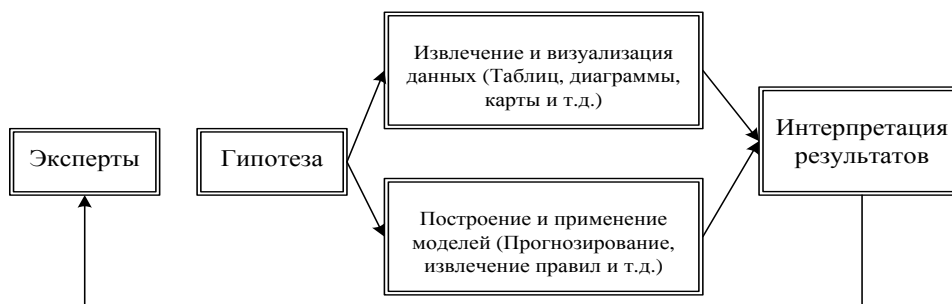 Эксперты
Гипотеза
Извлечение и визуализация
данных (Таблиц, диаграммы,
карты и т.д.)
Построение и применение
моделей (Прогнозирование,
извлечение правил и т.д.)
Интерпретация
результатов